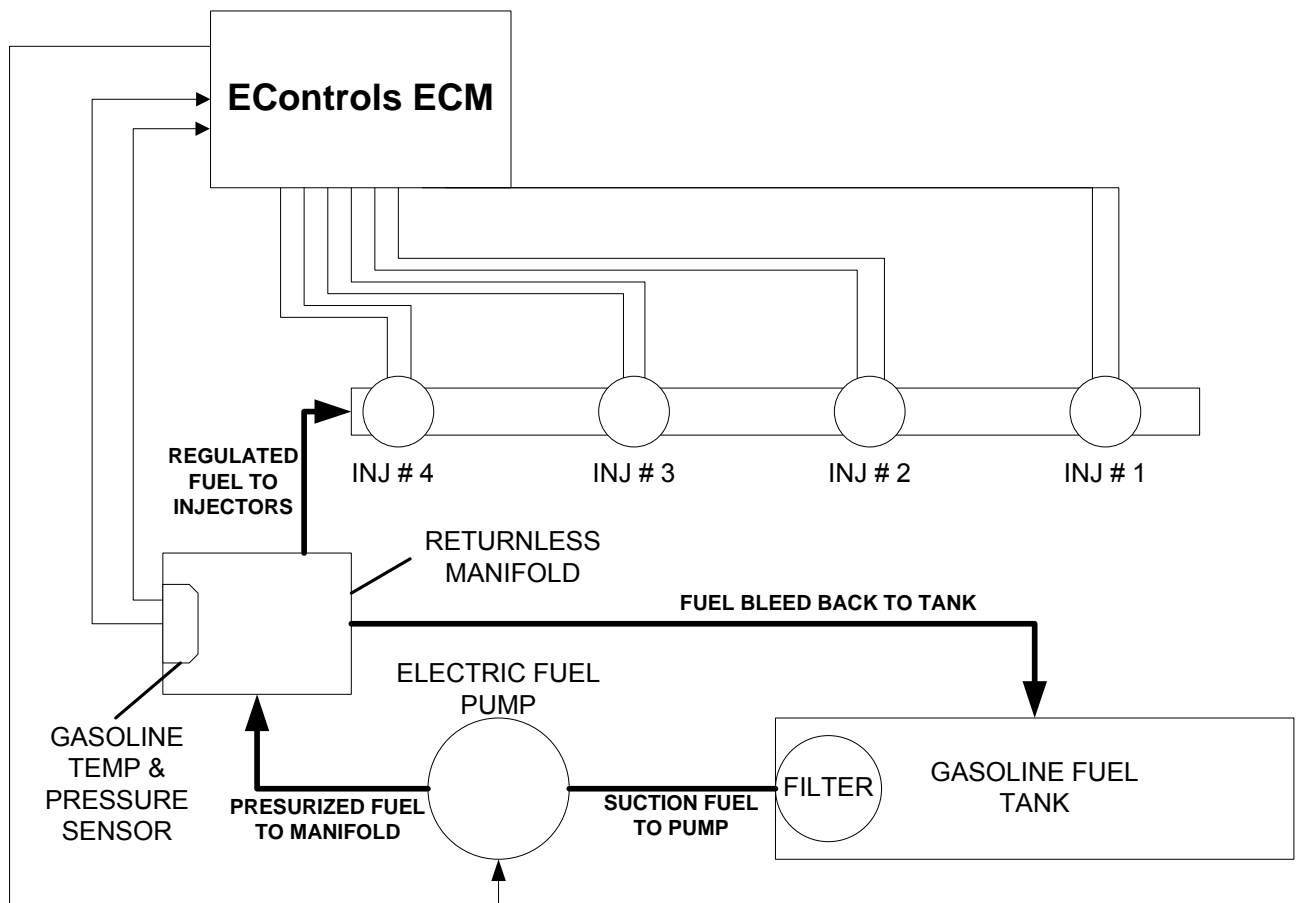 EControls ECM
INJ # 4
INJ # 3
INJ # 2
INJ # 1
REGULATED
FUEL TO
INJECTORS
RETURNLESS
MANIFOLD
FUEL BLEED BACK TO TANK
ELECTRIC FUEL
PUMP
GASOLINE
TEMP &
PRESSURE
SENSOR
PRESURIZED FUEL
TO MANIFOLD
SUCTION FUEL
TO PUMP
FILTER
GASOLINE FUEL
TANK